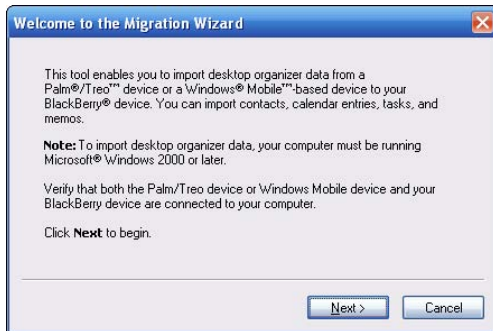 Welcome to the Migration Wizard
This tool enables you to import desktop organizer data from a
Palm®/Treo™ device or a Windows® Mobile™-based device to your
BlackBerry® device. You can import contacts, calendar entries, tasks, and
memos.
Note: To import desktop organizer data, your computer must be running
Microsoft® Windows 2000 or later.
Verify that both the Palm/Treo device or Windows Mobile device and your
BlackBerry device are connected to your computer.
Click Next to begin.
Next > Cancel